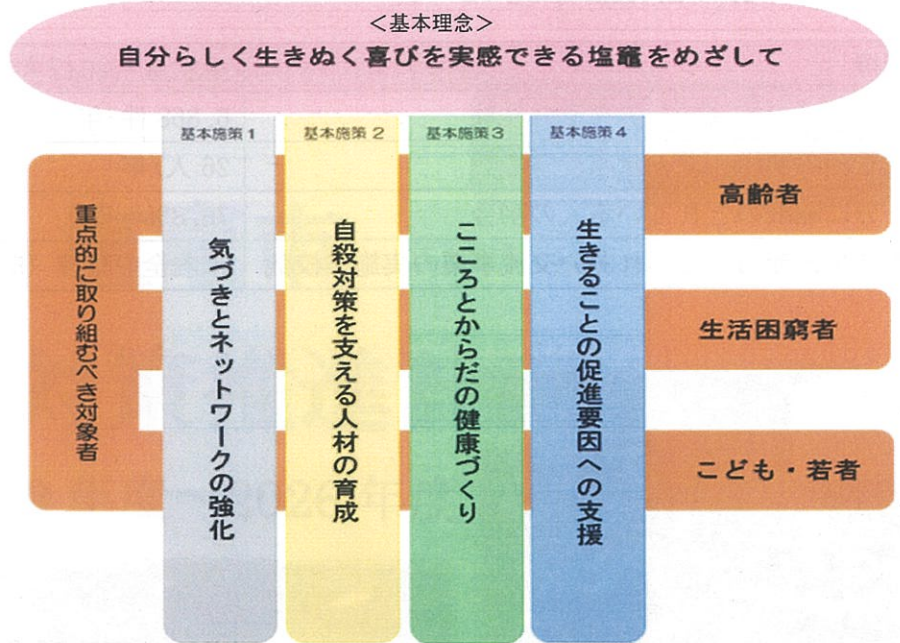 ＜基本理念＞
自分らしく生きぬく喜びを実感できる塩竈をめざして
基本施策1
基本施策2
基本施策3
基本施策4
重点的に取り組むべき対象者
気づきとネットワークの強化
自殺対策を支える人材の育成
こころとからだの健康づくり
生きることの促進要因への支援
高齢者
生活困窮者
こども・若者